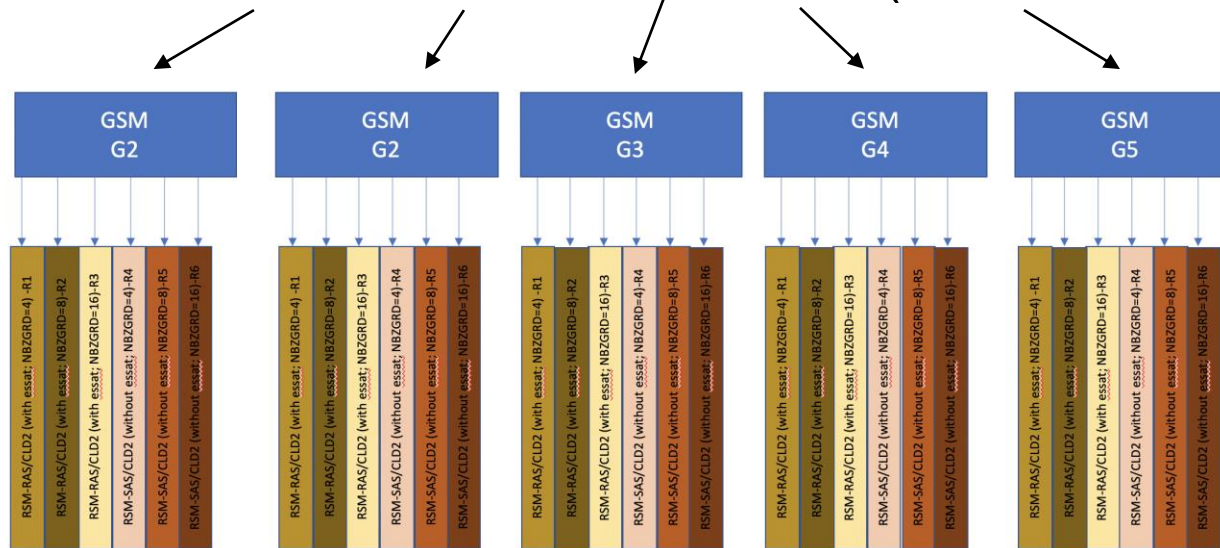 GSM
G2
GSM
G2
GSM
G3
GSM
G4
GSM
G5
RSM-RAS/CLD2 (with essat; NBZGRD=4) -R1
RSM-RAS/CLD2 (with essat; NBZGRD=8)-R2
RSM-RAS/CLD2 (with essat; NBZGRD=16)-R3
RSM-SAS/CLD2 (without essat; NBZGRD=4)-R4
RSM-SAS/CLD2 (without essat; NBZGRD=8)-R5
RSM-SAS/CLD2 (without essat; NBZGRD=16)-R6
RSM-RAS/CLD2 (with essat; NBZGRD=4) -R1
RSM-RAS/CLD2 (with essat; NBZGRD=8)-R2
RSM-RAS/CLD2 (with essat; NBZGRD=16)-R3
RSM-SAS/CLD2 (without essat; NBZGRD=4)-R4
RSM-SAS/CLD2 (without essat; NBZGRD=8)-R5
RSM-SAS/CLD2 (without essat; NBZGRD=16)-R6
RSM-RAS/CLD2 (with essat; NBZGRD=4) -R1
RSM-RAS/CLD2 (with essat; NBZGRD=8)-R2
RSM-RAS/CLD2 (with essat; NBZGRD=16)-R3
RSM-SAS/CLD2 (without essat; NBZGRD=4)-R4
RSM-SAS/CLD2 (without essat; NBZGRD=8)-R5
RSM-SAS/CLD2 (without essat; NBZGRD=16)-R6
RSM-RAS/CLD2 (with essat; NBZGRD=4) -R1
RSM-RAS/CLD2 (with essat; NBZGRD=8)-R2
RSM-RAS/CLD2 (with essat; NBZGRD=16)-R3
RSM-SAS/CLD2 (without essat; NBZGRD=4)-R4
RSM-SAS/CLD2 (without essat; NBZGRD=8)-R5
RSM-SAS/CLD2 (without essat; NBZGRD=16)-R6
RSM-RAS/CLD2 (with essat; NBZGRD=4) -R1
RSM-RAS/CLD2 (with essat; NBZGRD=8)-R2
RSM-RAS/CLD2 (with essat; NBZGRD=16)-R3
RSM-SAS/CLD2 (without essat; NBZGRD=4)-R4
RSM-SAS/CLD2 (without essat; NBZGRD=8)-R5
RSM-SAS/CLD2 (without essat; NBZGRD=16)-R6